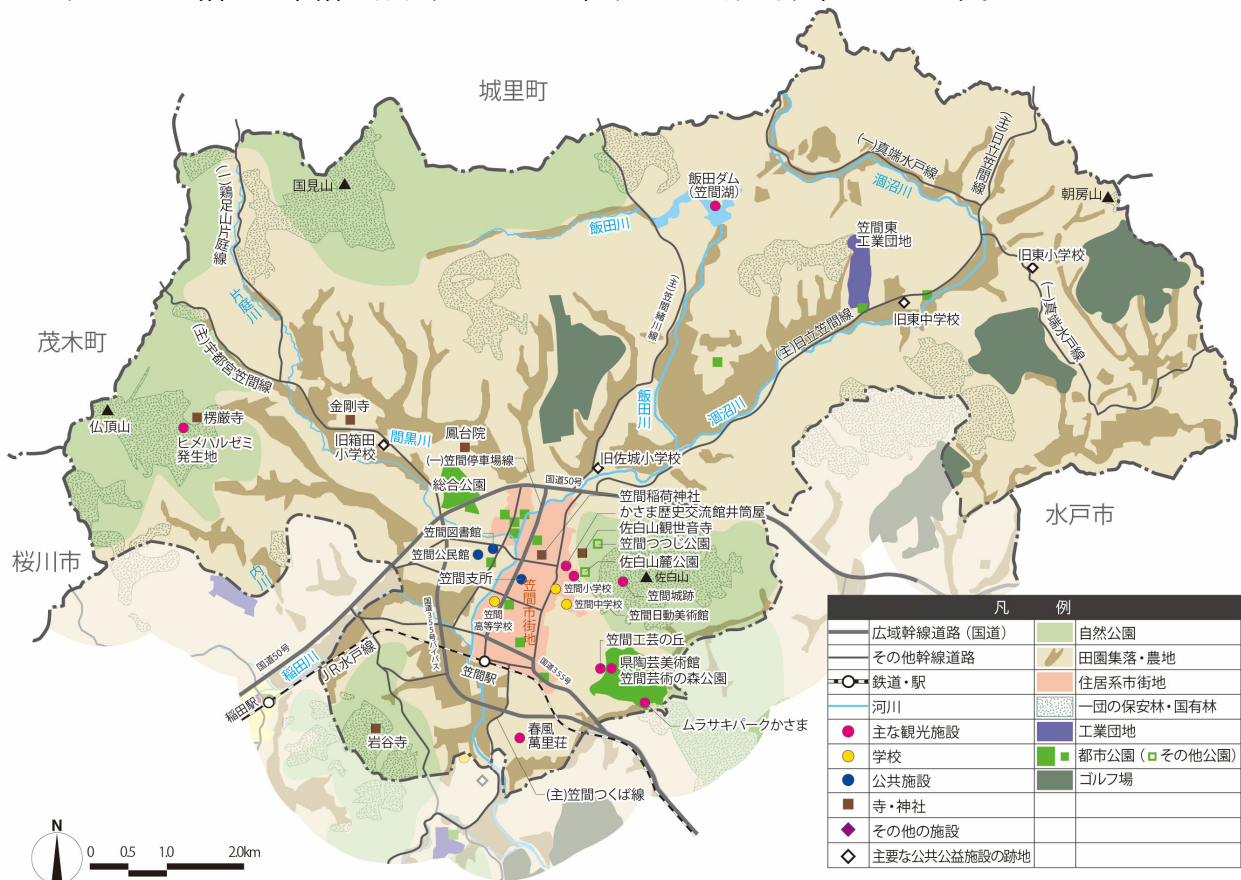 城里町
国見山
(一)鶏足山片庭線
片庭川
飯田ダム
(笠間湖)
飯田川
(一)真端水戸線
涸沼川
(主)日立笠間線
朝房山
笠間東
工業団地
旧東小学校
(一)真端水戸線
旧東中学校
(主)笠間緒川線
(主)日立笠間線
茂木町
(主)宇都宮笠間線
仏頂山
楞厳寺
ヒメハルゼミ
発生地
金剛寺
旧箱田
小学校
間黒川
鳳台院
(一)笠間停車場線
飯田川
涸沼川
旧佐城小学校
国道50号
総合公園
笠間稲荷神社
かさま歴史交流館井筒屋
佐白山観世音寺
笠間つつじ公園
佐白山麓公園
水戸市
桜川市
笠間図書館
笠間公民館
笠間支所
佐白山
笠間城跡
笠間小学校
笠間中学校
笠間日動美術館
笠間市街地
笠間
高等学校
内川
国道355号バイパス
国道50号
稲田川
JR水戸線
稲田駅
笠間駅
国道355号
笠間工芸の丘
県陶芸美術館
笠間芸術の森公園
ムラサキパークかさま
岩谷寺
春風
萬里荘
(主)笠間つくば線
N
0 0.5 1.0 2.0km
凡 例
広域幹線道路(国道) 自然公園
その他幹線道路 田園集落・農地
鉄道・駅 住居系市街地
河川 一団の保安林・国有林
主な観光施設 工業団地
学校 都市公園(その他公園)
公共施設 ゴルフ場
寺・神社
その他の施設
主要な公共公益施設の跡地